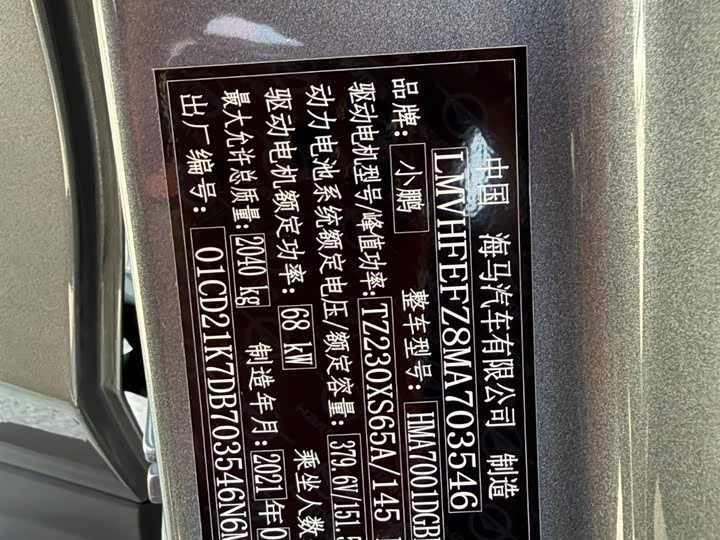 中国 海马汽车有限公司 制造
LMVHFEFZ8MA703546
品牌: 小鹏 整车型号: HMA7001DGB
驱动电机型号/峰值功率: TZ230XS65A/145
动力电池系统额定电压/额定容量: 379.6V/151.5
驱动电机额定功率: 68 kW 乘坐人数
最大允许总质量: 2040 kg 制造年月: 2021年0
出厂编号: 01CD21K7DB703546N6M